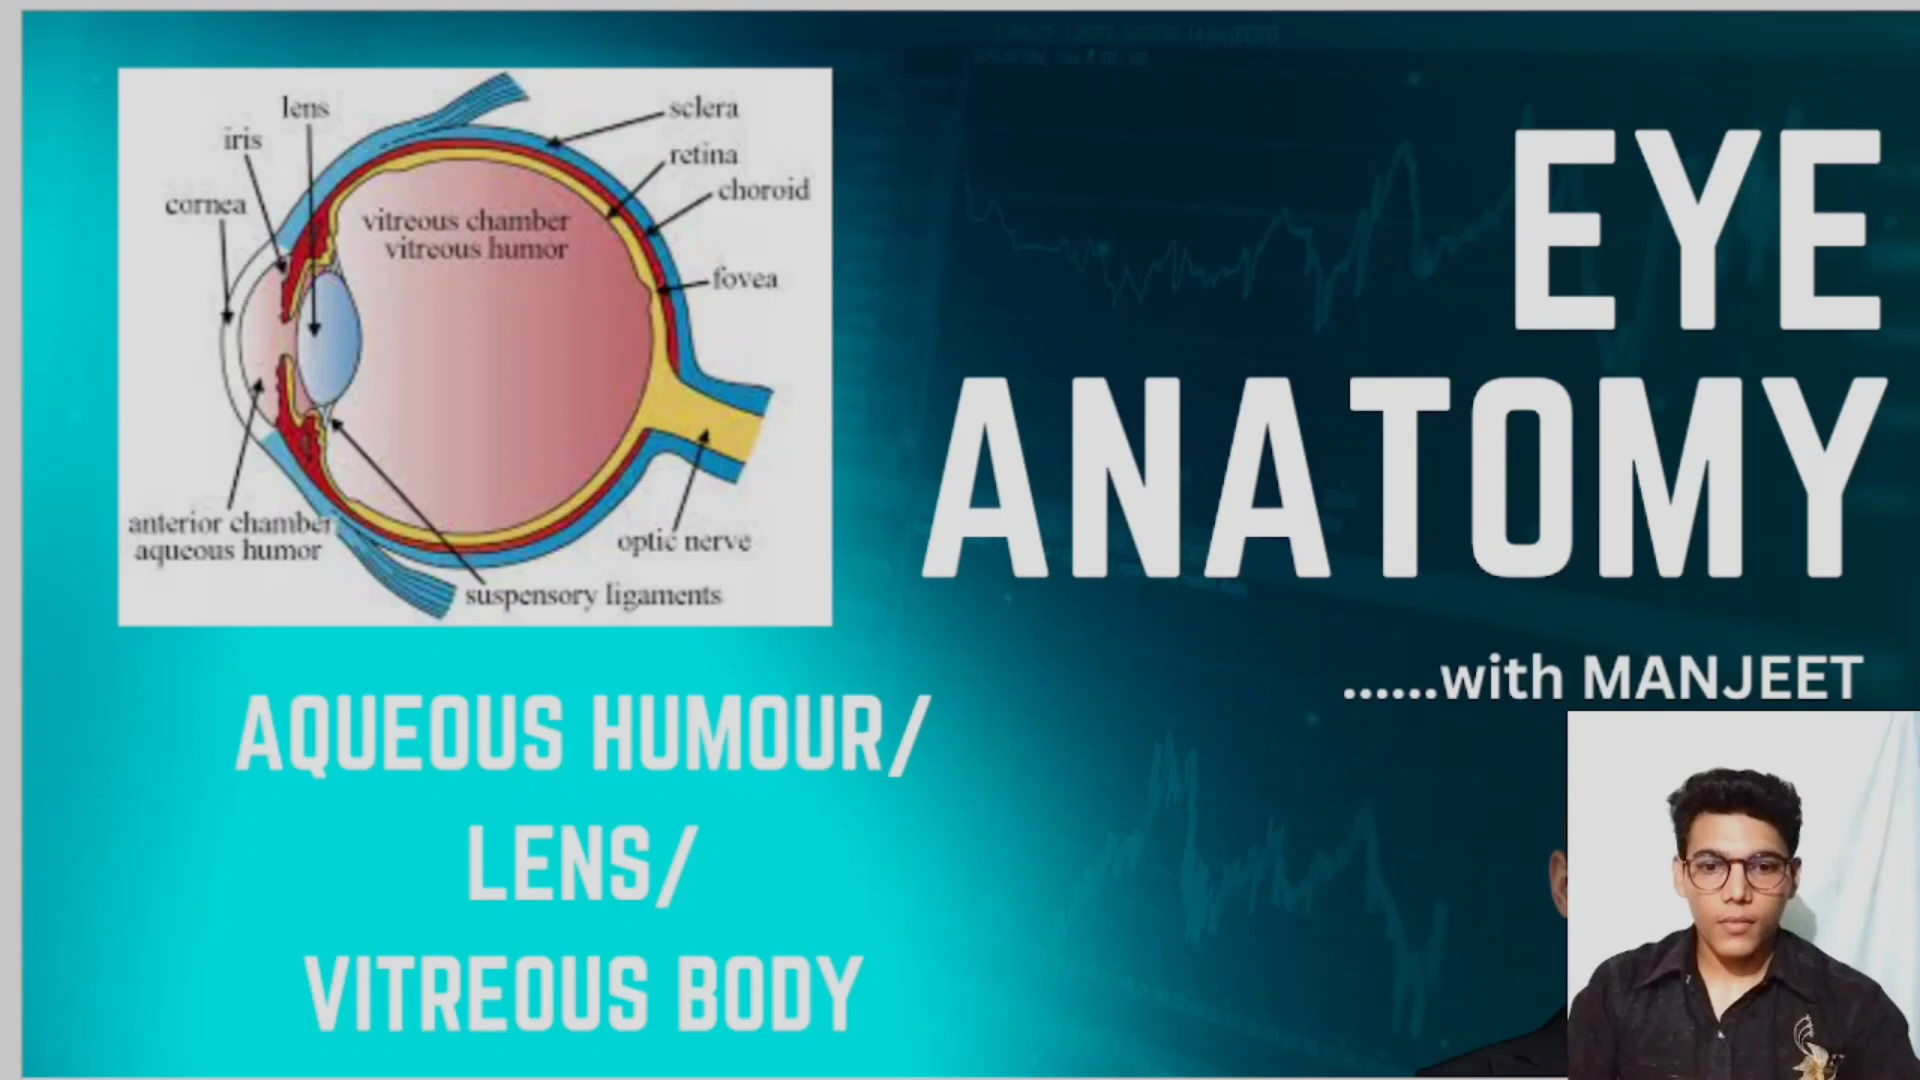 lens
iris
cornea
sclera
retina
choroid
vitreous chamber
vitreous humor
fovea
anterior chamber
aqueous humor
optic nerve
suspensory ligaments
EYE
ANATOMY
......with MANJEET
AQUEOUS HUMOUR/
LENS/
VITREOUS BODY